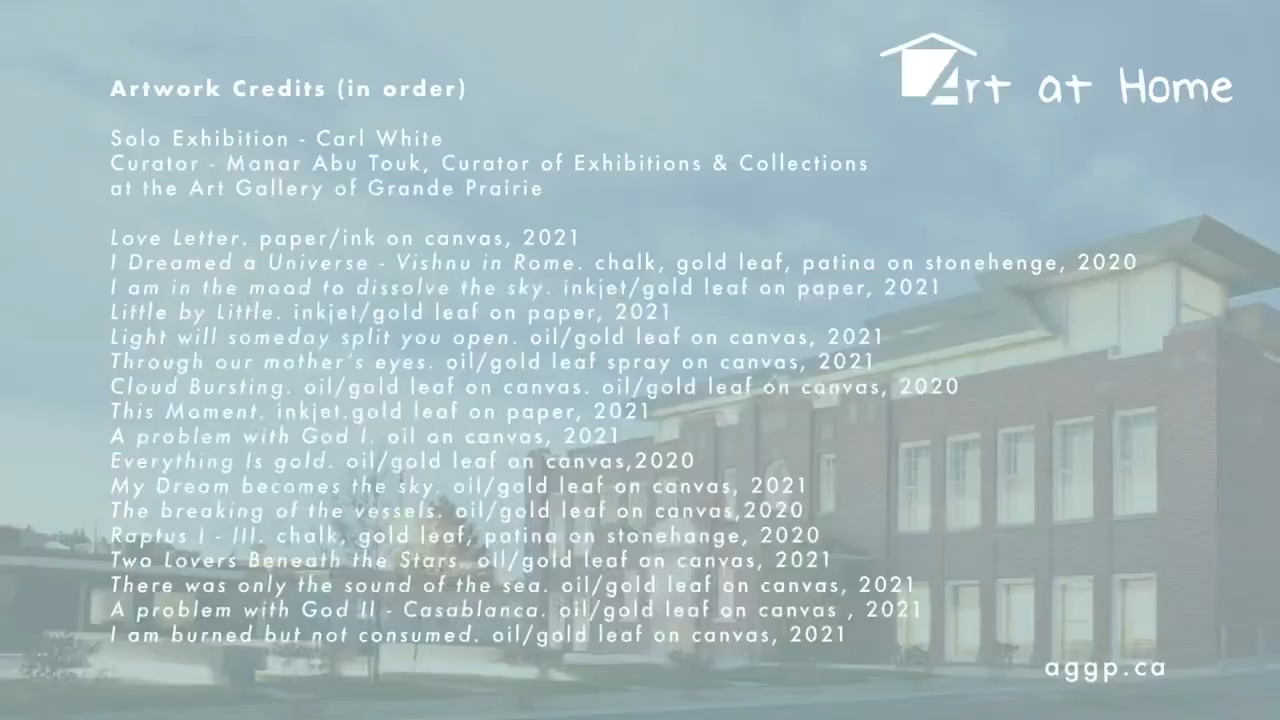 Art at Home
Artwork Credits (in order)
Solo Exhibition - Carl White
Curator - Manar Abu Touk, Curator of Exhibitions & Collections
at the Art Gallery of Grande Prairie
Love Letter. paper/ink on canvas, 2021
I Dreamed a Universe - Vishnu in Rome. chalk, gold leaf, patina on stonehenge, 2020
I am in the mood to dissolve the sky. inkjet/gold leaf on paper, 2021
Little by Little. inkjet/gold leaf on paper, 2021
Light will someday split you open. oil/gold leaf on canvas, 2021
Through our mother's eyes. oil/gold leaf spray on canvas, 2021
Cloud Bursting. oil/gold leaf on canvas. oil/gold leaf on canvas, 2020
This Moment. inkjet.gold leaf on paper, 2021
A problem with God I. oil on canvas, 2021
Everything Is gold. oil/gold leaf on canvas,2020
My Dream becomes the sky. oil/gold leaf on canvas, 2021
The breaking of the vessels. oil/gold leaf on canvas,2020
Raptus I - III. chalk, gold leaf, patina on stonehange, 2020
Two Lovers Beneath the Stars. oil/gold leaf on canvas, 2021
There was only the sound of the sea. oil/gold leaf on canvas, 2021
A problem with God II - Casablanca. oil/gold leaf on canvas , 2021
I am burned but not consumed. oil/gold leaf on canvas, 2021
aggp.ca